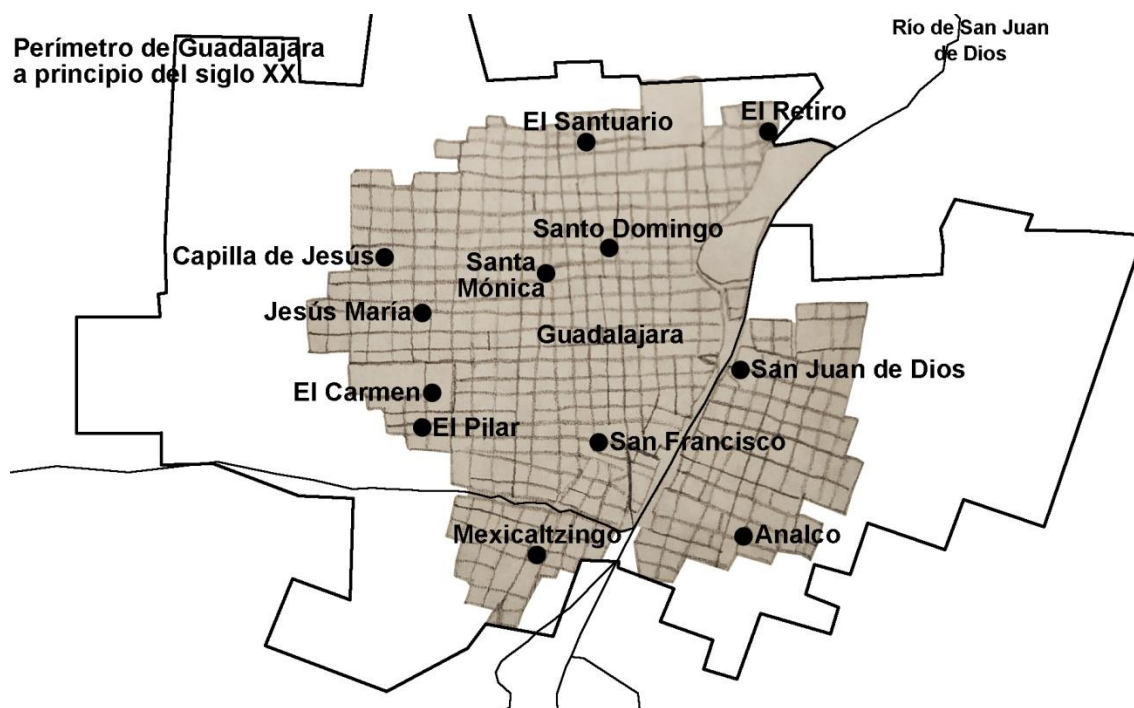 Perímetro de Guadalajara
a principio del siglo XX
Río de San Juan
de Dios
El Santuario
El Retiro
Santo Domingo
Capilla de Jesús
Santa
Mónica
Jesús María
Guadalajara
San Juan de Dios
El Carmen
El Pilar
San Francisco
Mexicaltzingo
Analco